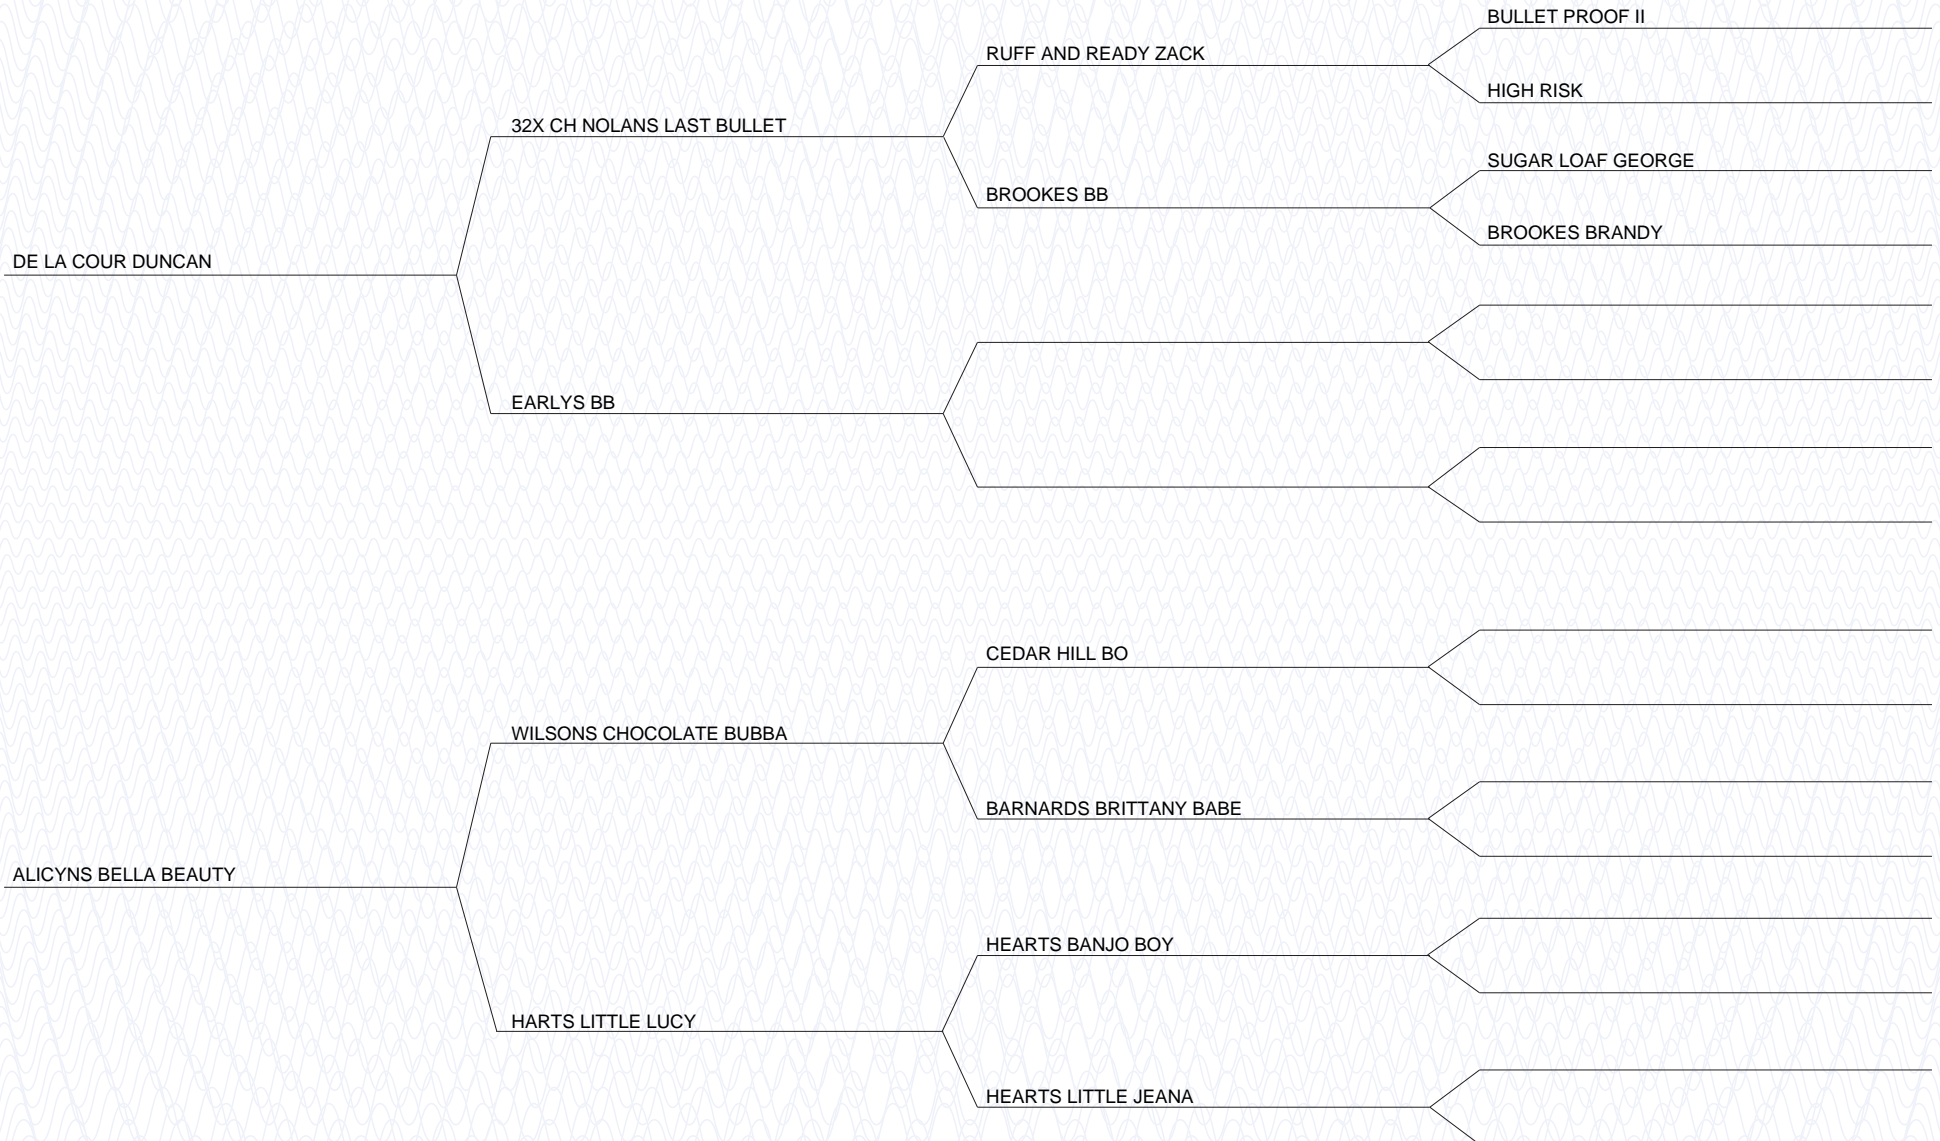 BULLET PROOF II
RUFF AND READY ZACK
HIGH RISK
32X CH NOLANS LAST BULLET
SUGAR LOAF GEORGE
BROOKES BB
BROOKES BRANDY
DE LA COUR DUNCAN
EARLYS BB
CEDAR HILL BO
WILSONS CHOCOLATE BUBBA
BARNARDS BRITTANY BABE
ALICYNS BELLA BEAUTY
HEARTS BANJO BOY
HARTS LITTLE LUCY
HEARTS LITTLE JEANA